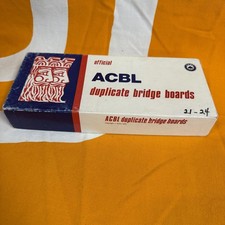 official
ACBL
duplicate bridge boards
21-24
ACBL duplicate bridge boards